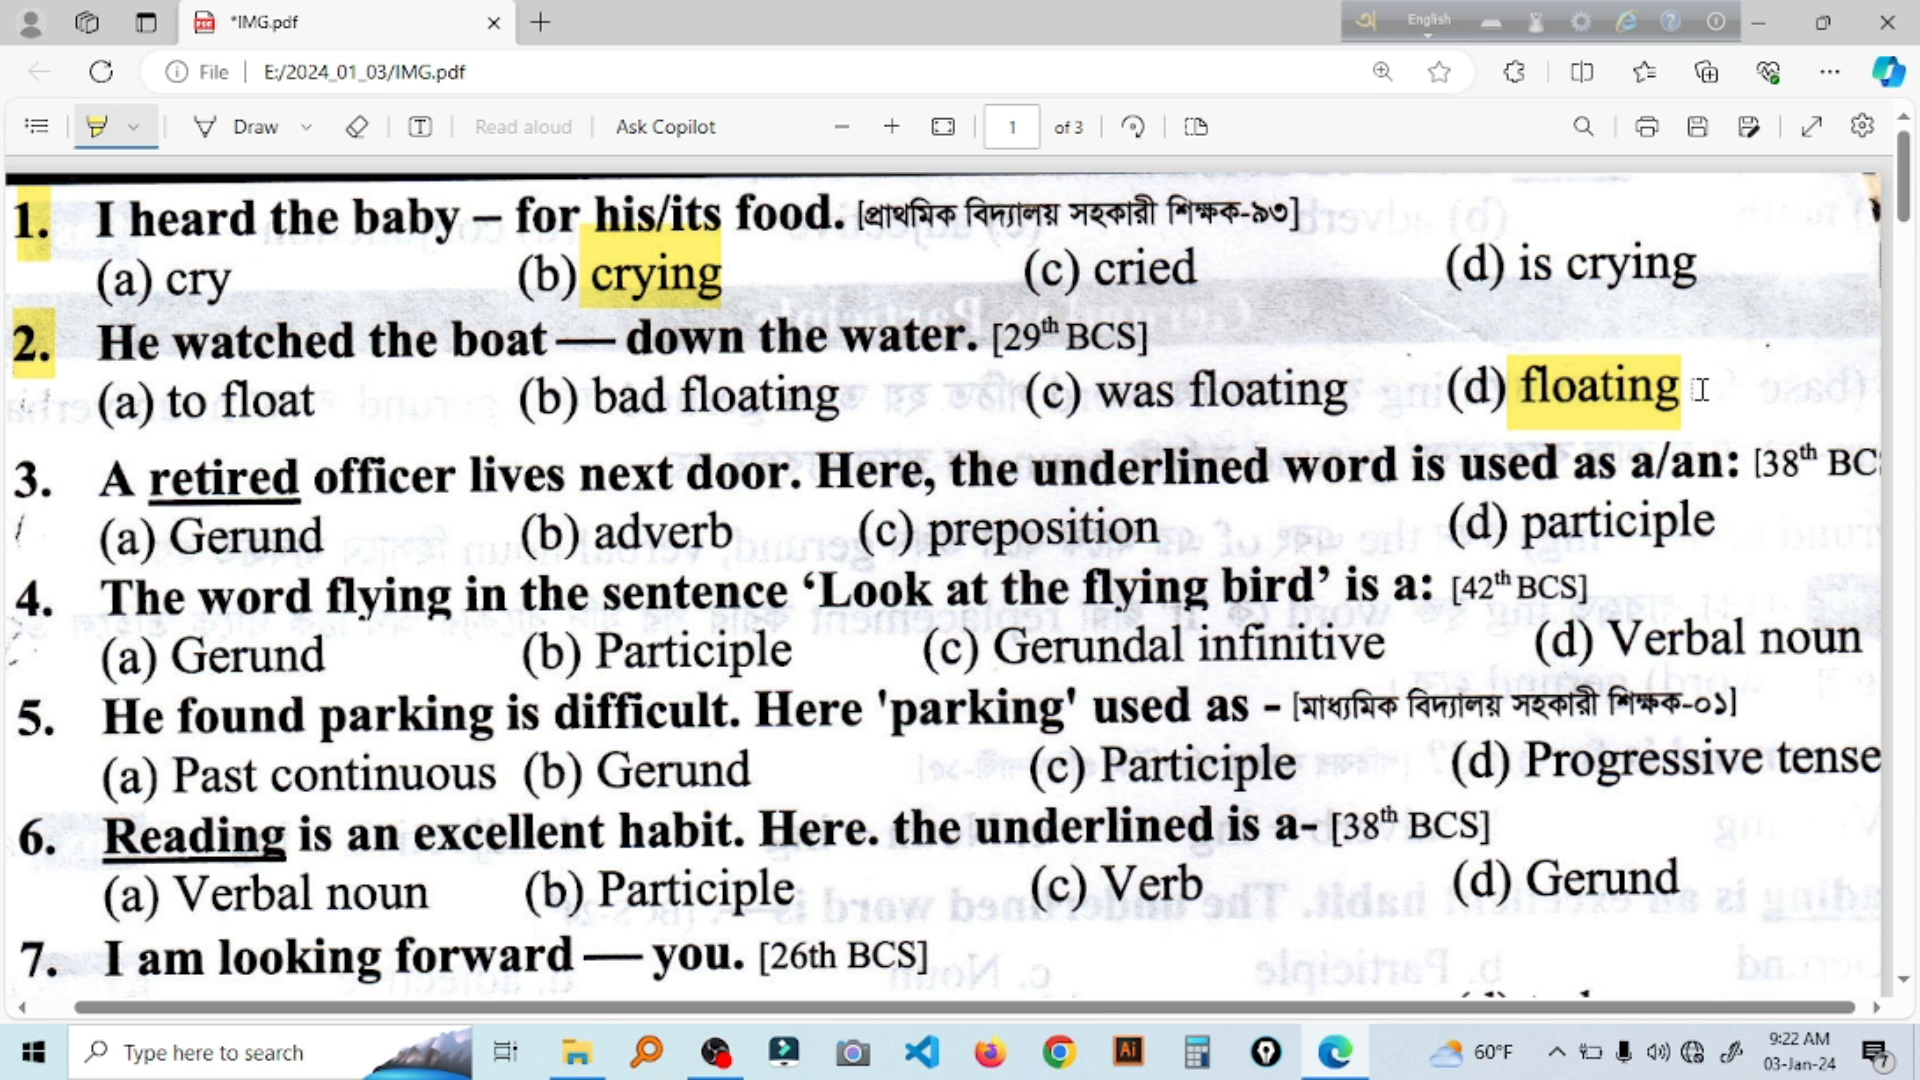 *IMG.pdf
English
File
E:/2024_01_03/IMG.pdf
Draw
Read aloud
Ask Copilot
1
of 3
1. I heard the baby – for his/its food. [প্রাথমিক বিদ্যালয় সহকারী শিক্ষক-৯৩]
(a) cry (b) crying (c) cried (d) is crying
2. He watched the boat — down the water. [29th BCS]
(a) to float (b) bad floating (c) was floating (d) floating
3. A retired officer lives next door. Here, the underlined word is used as a/an: [38th BC
(a) Gerund (b) adverb (c) preposition (d) participle
4. The word flying in the sentence ‘Look at the flying bird’ is a: [42th BCS]
(a) Gerund (b) Participle (c) Gerundal infinitive (d) Verbal noun
5. He found parking is difficult. Here 'parking' used as - [মাধ্যমিক বিদ্যালয় সহকারী শিক্ষক-০১]
(a) Past continuous (b) Gerund (c) Participle (d) Progressive tense
6. Reading is an excellent habit. Here. the underlined is a- [38th BCS]
(a) Verbal noun (b) Participle (c) Verb (d) Gerund
7. I am looking forward — you. [26th BCS]
Type here to search
60°F
9:22 AM
03-Jan-24